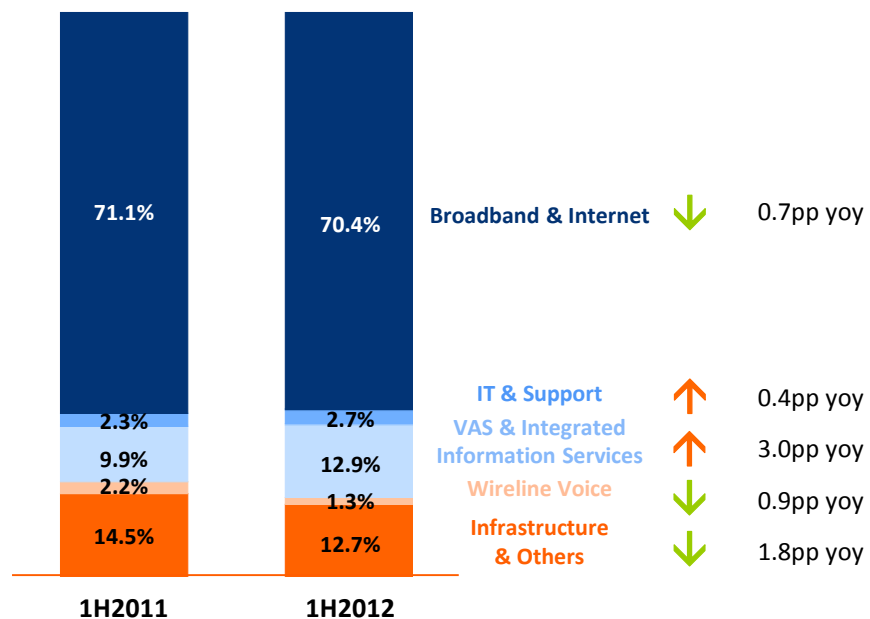 71.1%
70.4%
Broadband & Internet
0.7pp yoy
2.3%
2.7%
IT & Support
0.4pp yoy
9.9%
12.9%
VAS & Integrated
Information Services
3.0pp yoy
2.2%
1.3%
Wireline Voice
0.9pp yoy
14.5%
12.7%
Infrastructure
& Others
1.8pp yoy
1H2011
1H2012